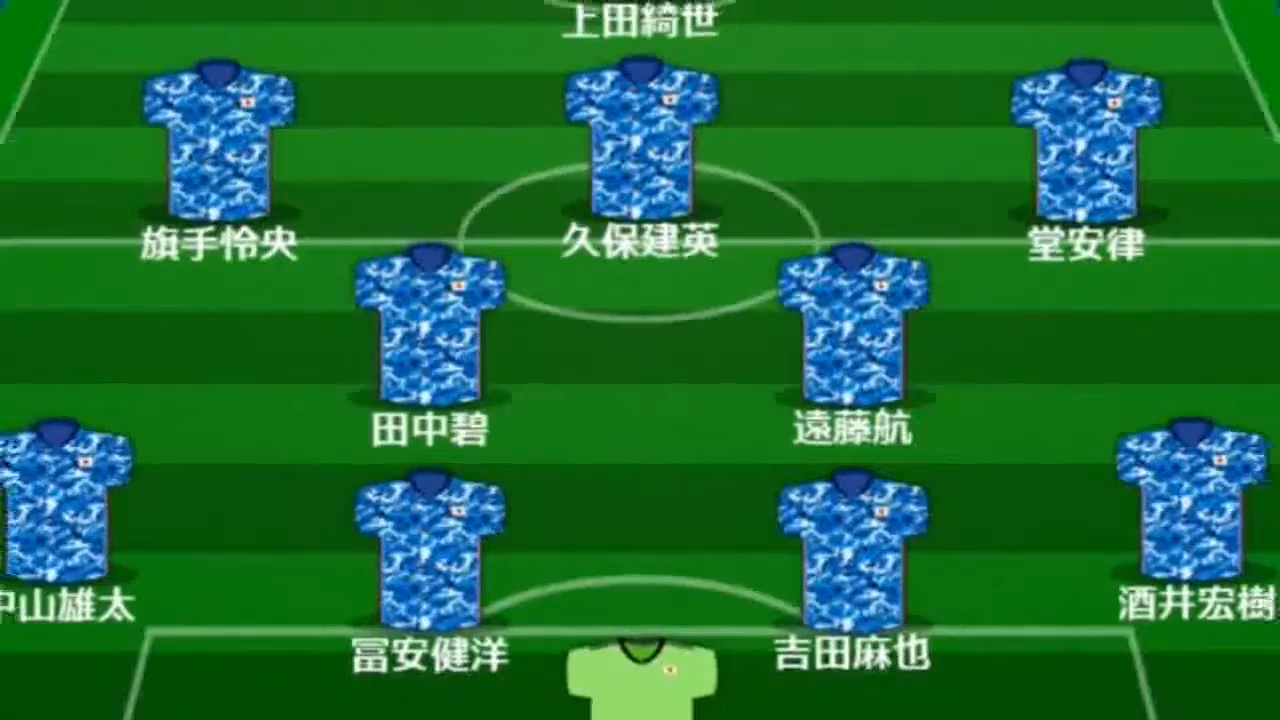 上田綺世
旗手怜央
久保建英
堂安律
田中碧
遠藤航
中山雄太
酒井宏樹
冨安健洋
吉田麻也